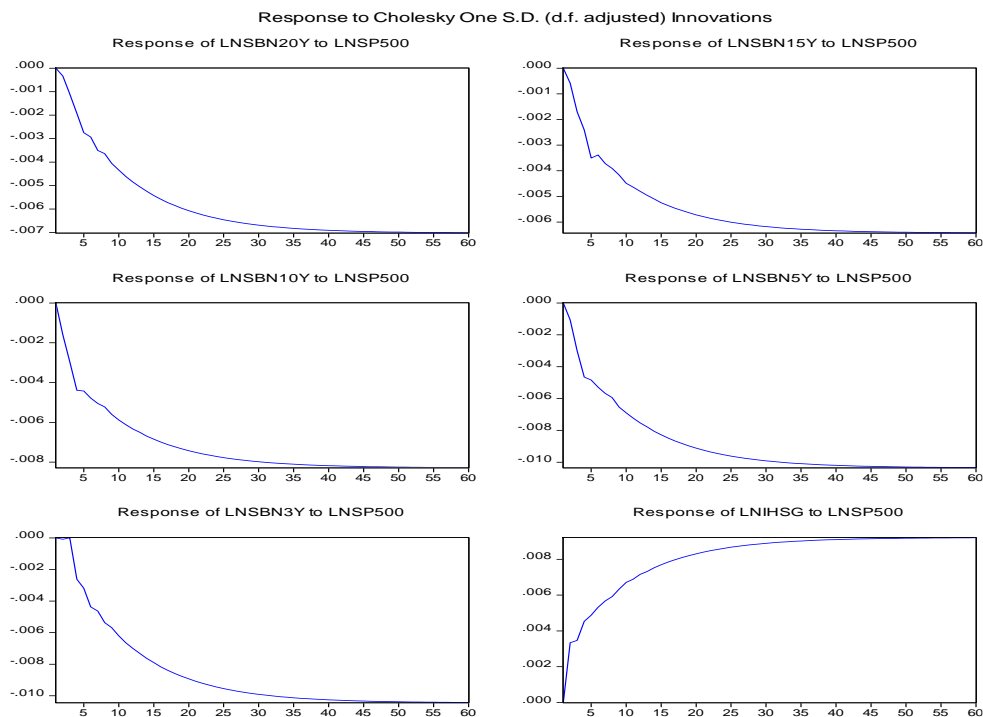 Response to Cholesky One S.D. (d.f. adjusted) Innovations
Response of LNSBN20Y to LNSP500
.000
-.001
-.002
-.003
-.004
-.005
-.006
-.007
5 10 15 20 25 30 35 40 45 50 55 60
Response of LNSBN15Y to LNSP500
.000
-.001
-.002
-.003
-.004
-.005
-.006
5 10 15 20 25 30 35 40 45 50 55 60
Response of LNSBN10Y to LNSP500
.000
-.002
-.004
-.006
-.008
5 10 15 20 25 30 35 40 45 50 55 60
Response of LNSBN5Y to LNSP500
.000
-.002
-.004
-.006
-.008
-.010
5 10 15 20 25 30 35 40 45 50 55 60
Response of LNSBN3Y to LNSP500
.000
-.002
-.004
-.006
-.008
-.010
5 10 15 20 25 30 35 40 45 50 55 60
Response of LNIHSG to LNSP500
.008
.006
.004
.002
.000
5 10 15 20 25 30 35 40 45 50 55 60